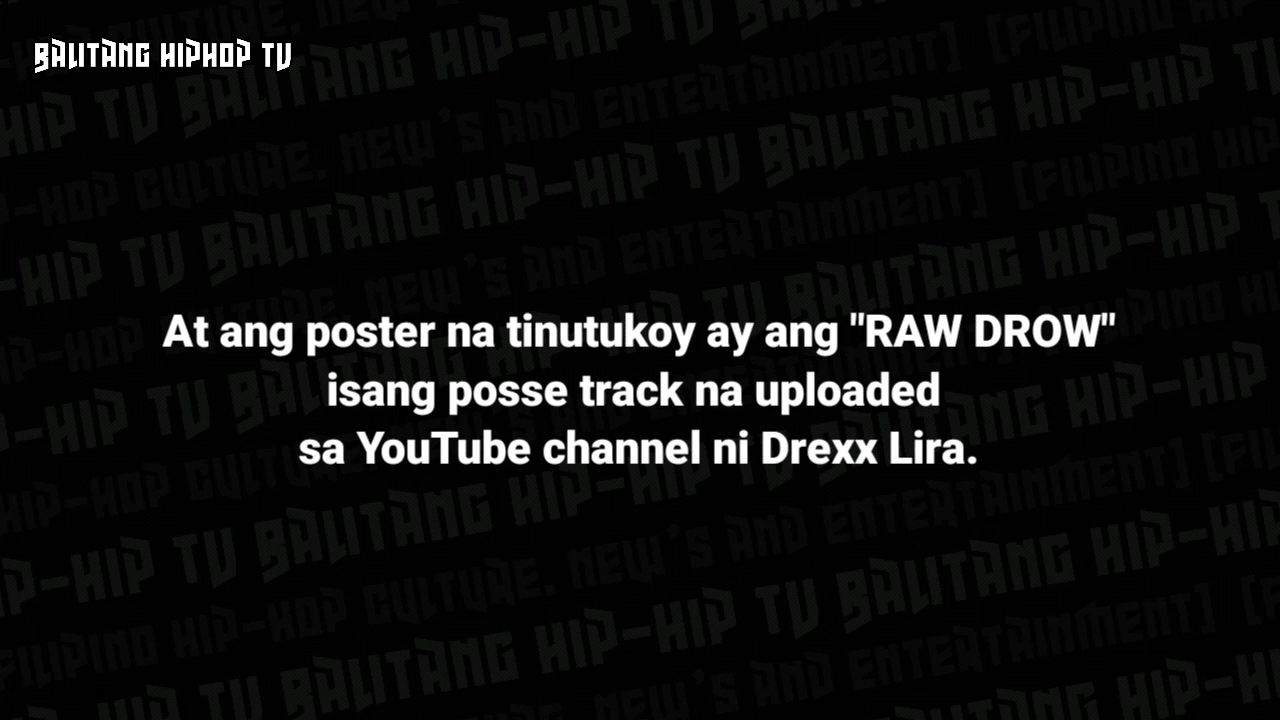 BALITANG HIPHOP TV
At ang poster na tinutukoy ay ang "RAW DROW"
isang posse track na uploaded
sa YouTube channel ni Drexx Lira.